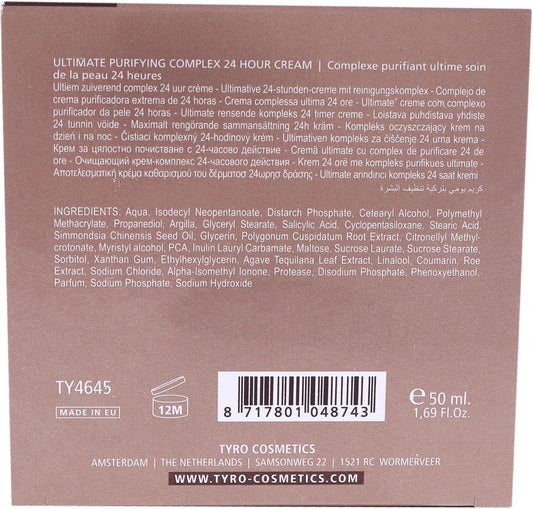 ULTIMATE PURIFYING COMPLEX 24 HOUR CREAM | Complexe purifiant ultime soin
de la peau 24 heures
Ultiem zuiverend complex 24 uur crème - Ultimative 24-stunden-creme mit reinigungskomplex - Complejo de
crema purificadora extrema de 24 horas - Crema complessa ultima 24 ore - Ultimate creme com complexo
purificador da pele 24 horas - Ultimate rensende kompleks 24 timer creme - Loistava puhdistava yhdiste
24 tunnin voide - Maximalt rengörande sammansättning 24h kräm - Kompleks oczyszczający krem na
dzień i na noc - Čisticí komplexný 24-hodinový krém - Ultimativen kompleks za čiščenje 24 urna krema -
Крем за цялостно почистване с 24-часово действие - Cremă ultimate cu complex de purificare 24 de
ore - Очищающий крем-комплекс 24-часового действия - Krem 24 orë me kompleks purifikues ultimate -
Αποτελεσματική κρέμα καθαρισμού του δέρματος 24ωρης δράσης - Ultimate arındırıcı kompleks 24 saat kremi
كريم يومي بتركيبة تنظيف البشرة
INGREDIENTS: Aqua, Isodecyl Neopentanoate, Distarch Phosphate, Cetearyl Alcohol, Polymethyl
Methacrylate, Propanediol, Argilla, Glyceryl Stearate, Salicylic Acid, Cyclopentasiloxane, Stearic Acid,
Simmondsia Chinensis Seed Oil, Glycerin, Polygonum Cuspidatum Root Extract, Citronellyl Methyl-
crotonate, Myristyl alcohol, PCA, Inulin Lauryl Carbamate, Maltose, Sucrose Laurate, Sucrose Stearate,
Sorbitol, Xanthan Gum, Ethylhexylglycerin, Agave Tequilana Leaf Extract, Linalool, Coumarin, Roe
Extract, Sodium Chloride, Alpha-Isomethyl Ionone, Protease, Disodium Phosphate, Phenoxyethanol,
Parfum, Sodium Phosphate, Sodium Hydroxide
TY4645
MADE IN EU
12M
8 717801 048743
e 50 ml.
1,69 Fl.Oz.
TYRO COSMETICS
AMSTERDAM | THE NETHERLANDS | SAMSONWEG 22 | 1521 RC WORMERVEER
WWW.TYRO-COSMETICS.COM